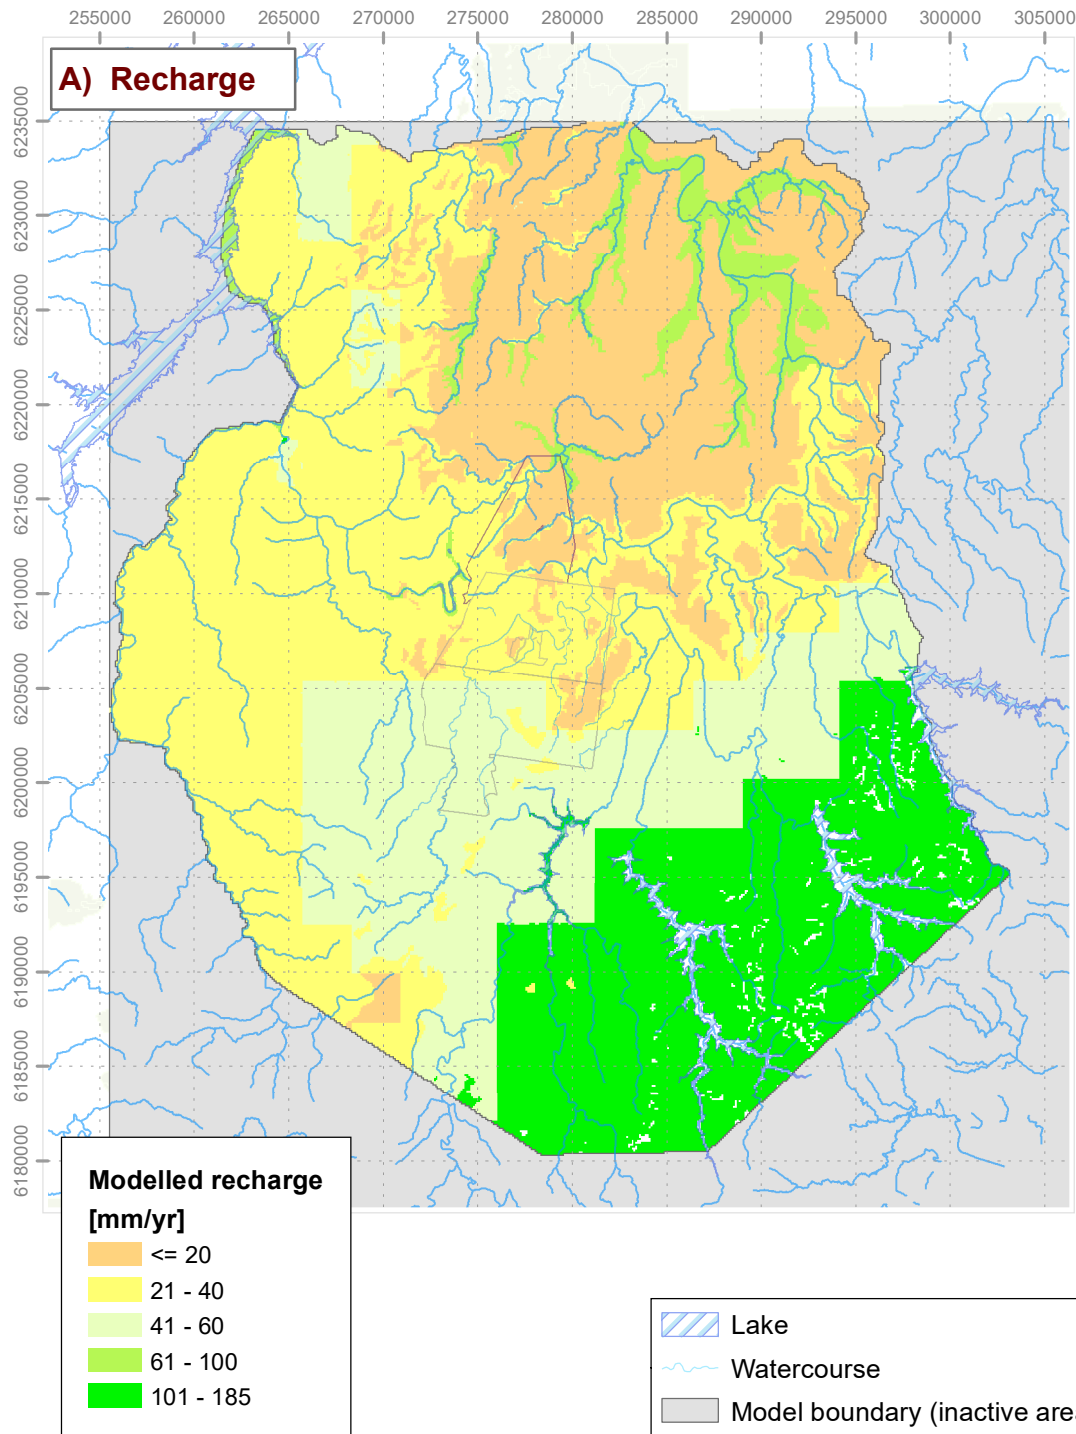 255000 260000 265000 270000 275000 280000 285000 290000 295000 300000 305000
A) Recharge
6235000
6230000
6225000
6220000
6215000
6210000
6205000
6200000
6195000
6190000
6185000
6180000
Modelled recharge
[mm/yr]
<= 20
21 - 40
41 - 60
61 - 100
101 - 185
Lake
Watercourse
Model boundary (inactive area